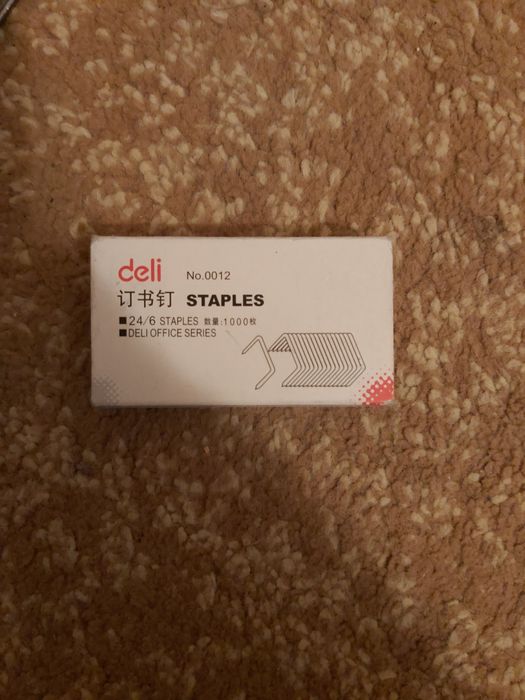 deli No.0012
订书钉 STAPLES
■24/6 STAPLES 数量:1000枚
■DELI OFFICE SERIES